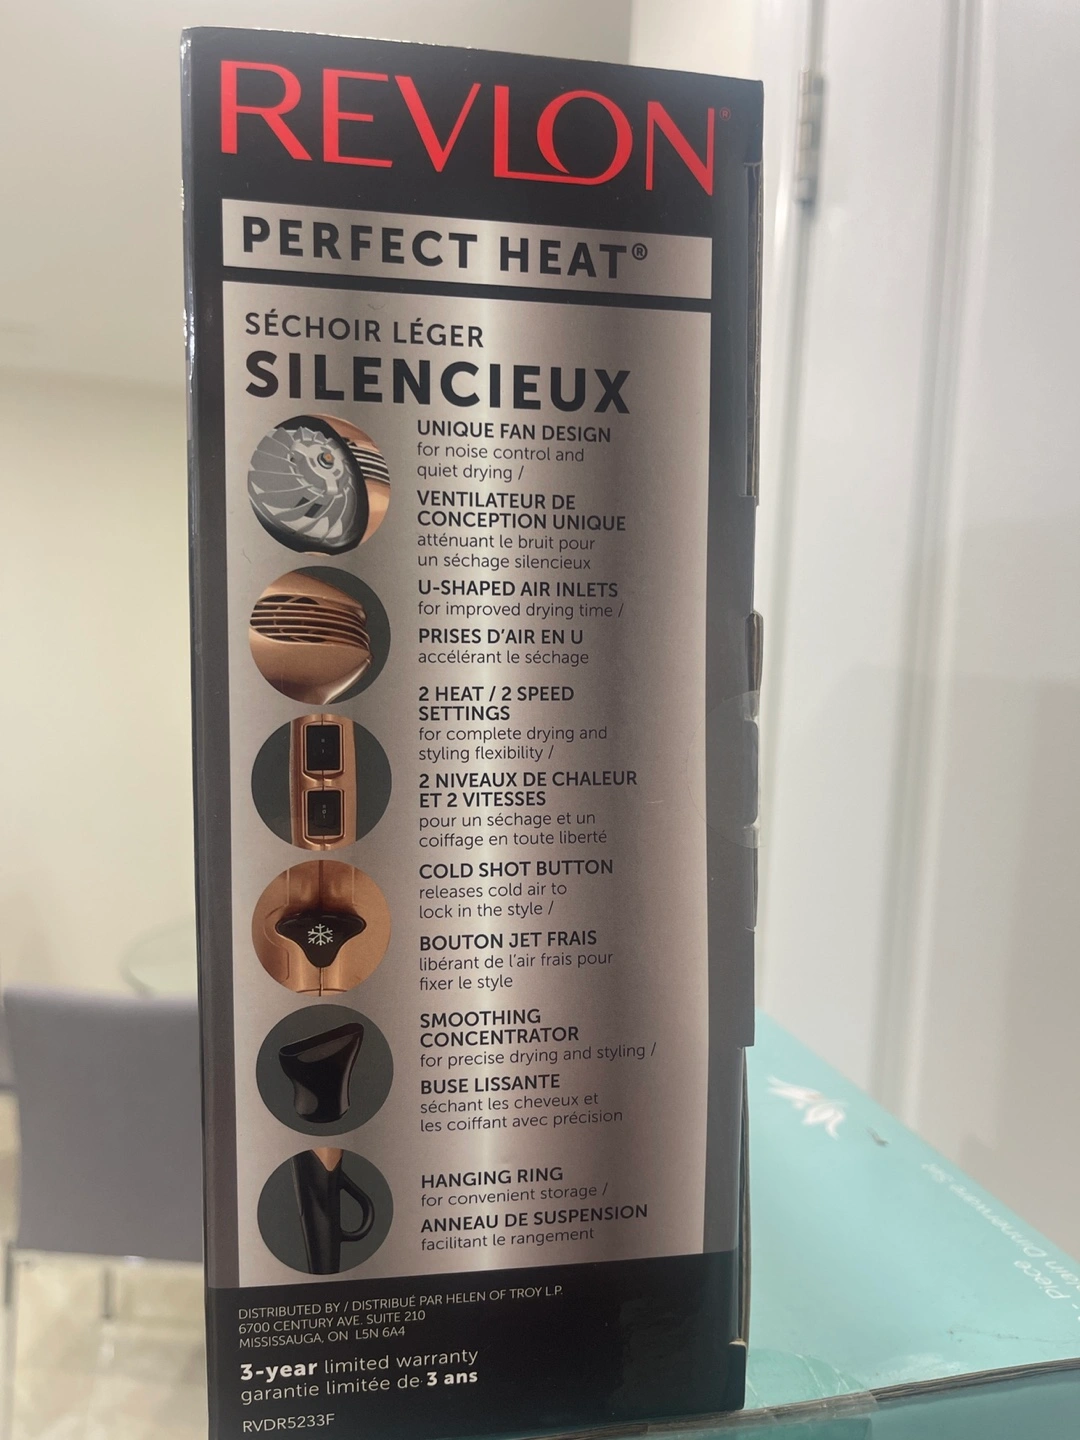 REVLON®
PERFECT HEAT®
SÉCHOIR LÉGER
SILENCIEUX
UNIQUE FAN DESIGN
for noise control and
quiet drying /
VENTILATEUR DE
CONCEPTION UNIQUE
atténuant le bruit pour
un séchage silencieux
U-SHAPED AIR INLETS
for improved drying time /
PRISES D'AIR EN U
accélérant le séchage
2 HEAT / 2 SPEED
SETTINGS
for complete drying and
styling flexibility /
2 NIVEAUX DE CHALEUR
ET 2 VITESSES
pour un séchage et un
coiffage en toute liberté
COLD SHOT BUTTON
releases cold air to
lock in the style /
BOUTON JET FRAIS
libérant de l'air frais pour
fixer le style
SMOOTHING
CONCENTRATOR
for precise drying and styling /
BUSE LISSANTE
séchant les cheveux et
les coiffant avec précision
HANGING RING
for convenient storage /
ANNEAU DE SUSPENSION
facilitant le rangement
DISTRIBUTED BY / DISTRIBUÉ PAR HELEN OF TROY L.P.
6700 CENTURY AVE. SUITE 210
MISSISSAUGA, ON L5N 6A4
3-year limited warranty
garantie limitée de 3 ans
RVDR5233F
Piece
Dinnerware Set